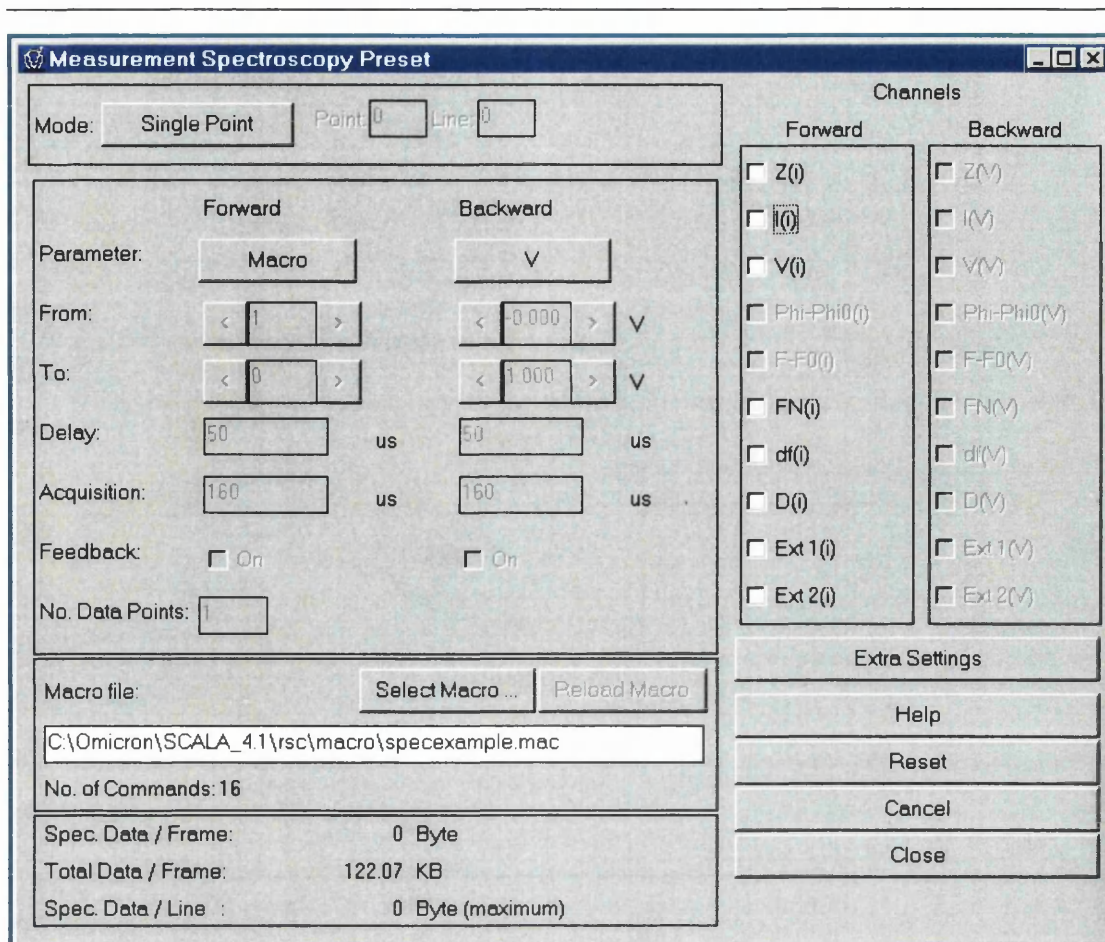 Measurement Spectroscopy Preset
Mode: Single Point Point: 0 Line: 0
Forward Backward
Parameter: Macro V
From: < 1 > < -0.000 > V
To: < 0 > < 1.000 > V
Delay: 50 us 50 us
Acquisition: 160 us 160 us
Feedback: On On
No. Data Points: 1
Macro file: Select Macro ... Reload Macro
C:\Omicron\SCALA_4.1\rsc\macro\specexample.mac
No. of Commands: 16
Spec. Data / Frame: 0 Byte
Total Data / Frame: 122.07 KB
Spec. Data / Line : 0 Byte (maximum)
Channels
Forward Backward
Z(i) Z(V)
I(i) I(V)
V(i) V(V)
Phi-Phi0(i) Phi-Phi0(V)
F-F0(i) F-F0(V)
FN(i) FN(V)
df(i) df(V)
D(i) D(V)
Ext 1(i) Ext 1(V)
Ext 2(i) Ext 2(V)
Extra Settings
Help
Reset
Cancel
Close